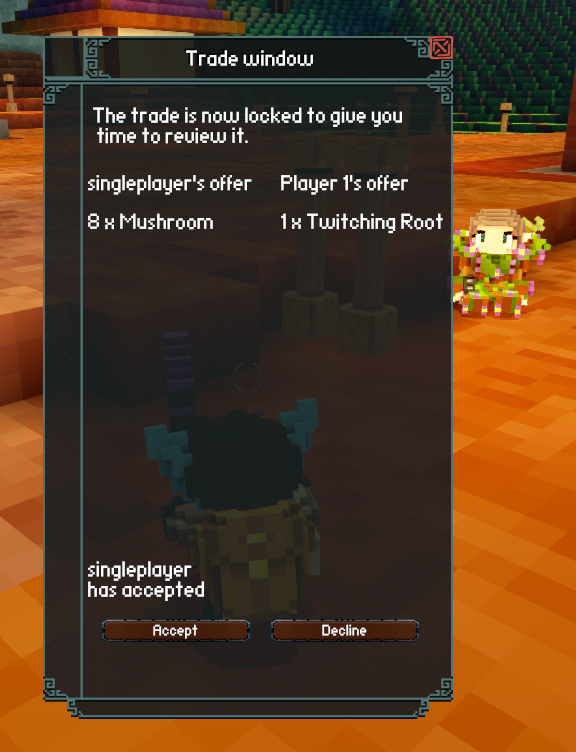 Trade window
The trade is now locked to give you
time to review it.
singleplayer's offer Player 1's offer
8 x Mushroom 1 x Twitching Root
singleplayer
has accepted
Accept Decline